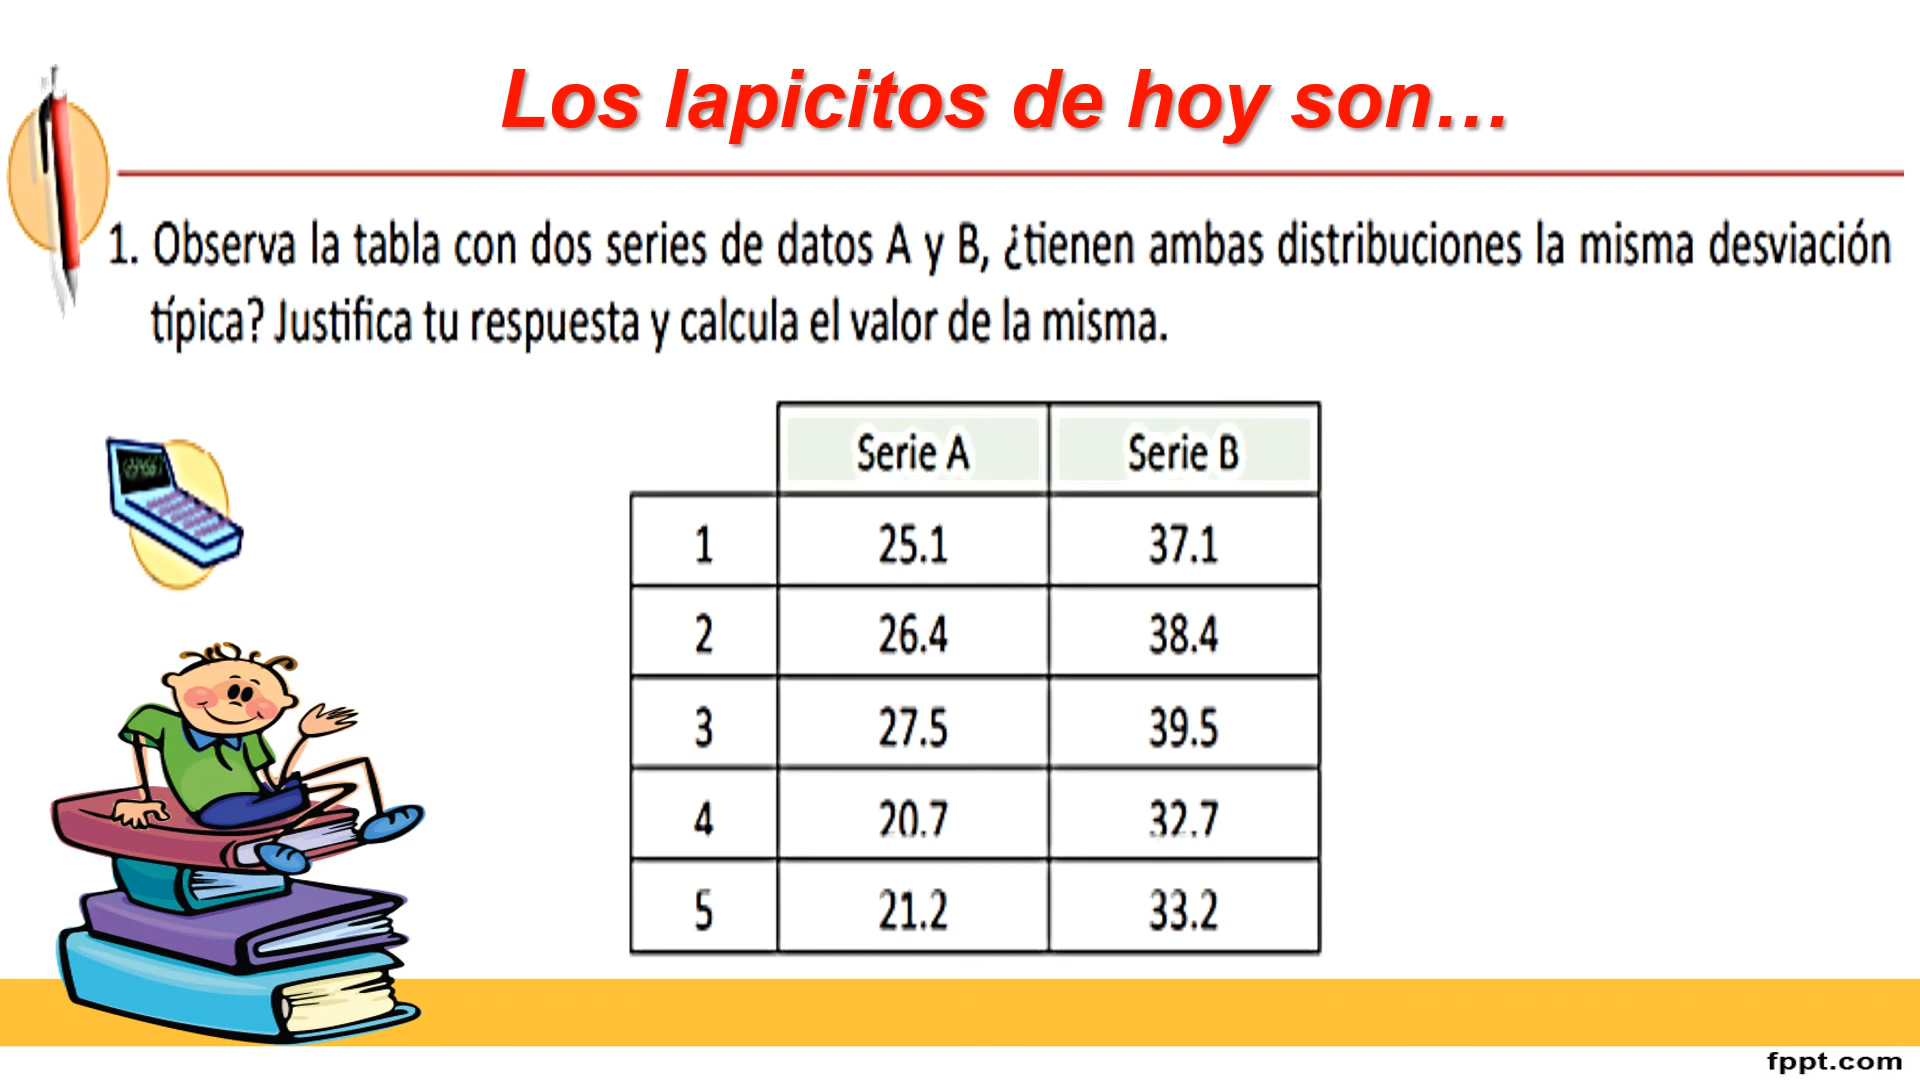 Los lapicitos de hoy son...
1. Observa la tabla con dos series de datos A y B, ¿tienen ambas distribuciones la misma desviación
típica? Justifica tu respuesta y calcula el valor de la misma.
Serie A Serie B
1 25.1 37.1
2 26.4 38.4
3 27.5 39.5
4 20.7 32.7
5 21.2 33.2
fppt.com